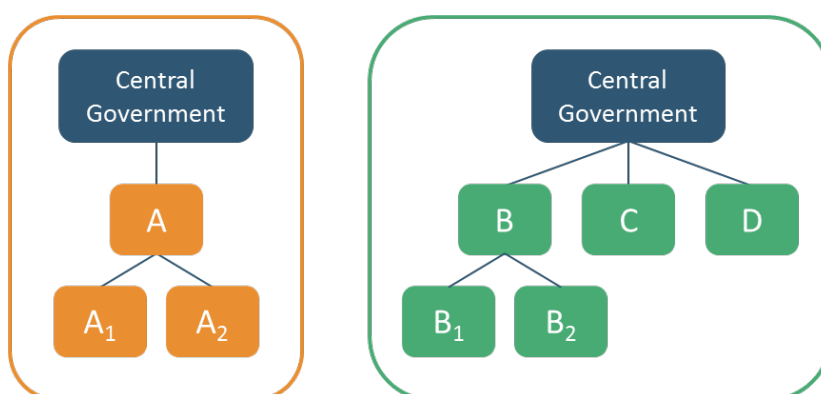 Central
Government
A
A₁
A₂
Central
Government
B
C
D
B₁
B₂